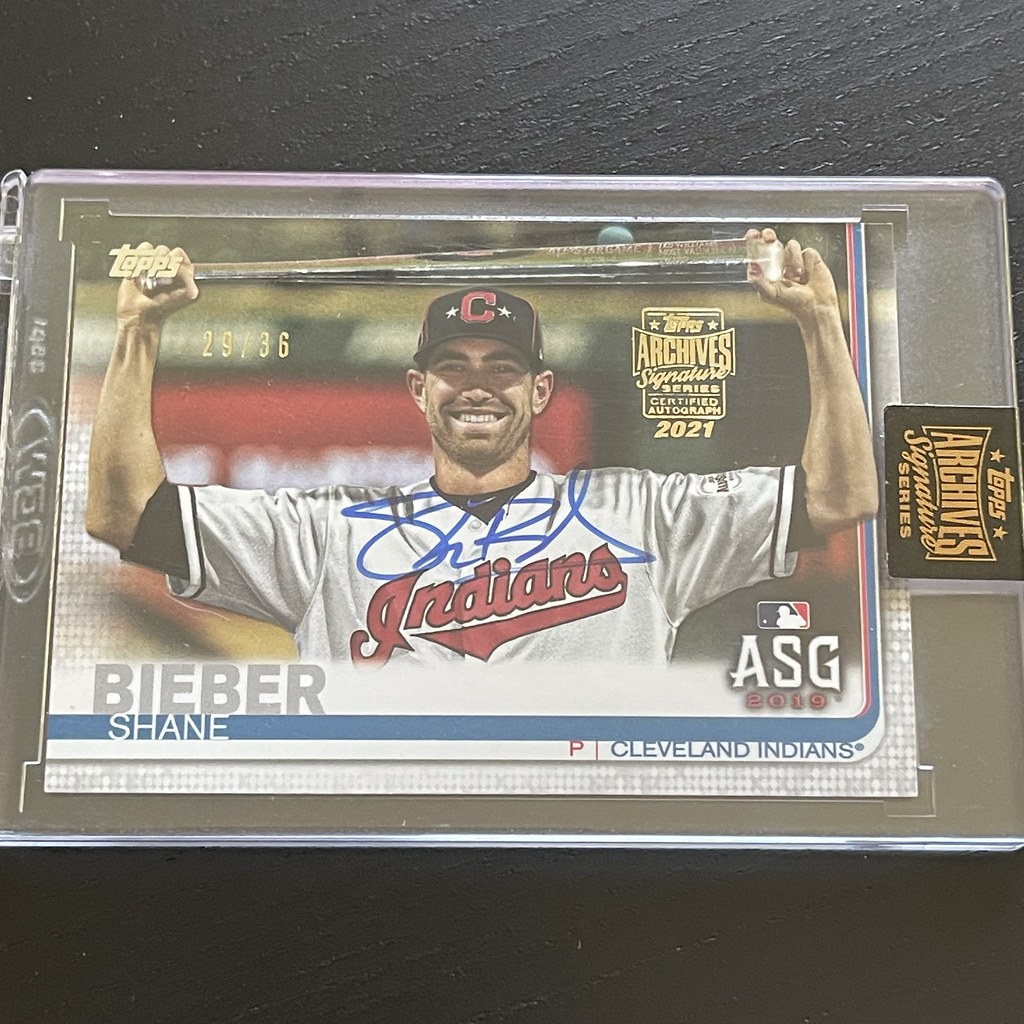 topps
29/36
C
topps
ARCHIVES
Signature
SERIES
CERTIFIED
AUTOGRAPH
2021
Indians
ASG
2019
BIEBER
SHANE
P | CLEVELAND INDIANS®
topps
ARCHIVES
Signature
SERIES